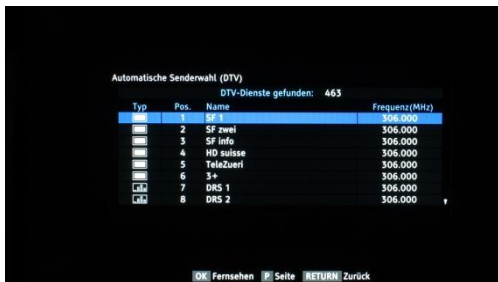 Automatische Senderwahl (DTV)
DTV-Dienste gefunden: 463
Typ Pos. Name Frequenz(MHz)
1 SF 1 306.000
2 SF zwei 306.000
3 SF info 306.000
4 HD suisse 306.000
5 TeleZueri 306.000
6 3+ 306.000
7 DRS 1 306.000
8 DRS 2 306.000
OK Fernsehen P Seite RETURN Zurück